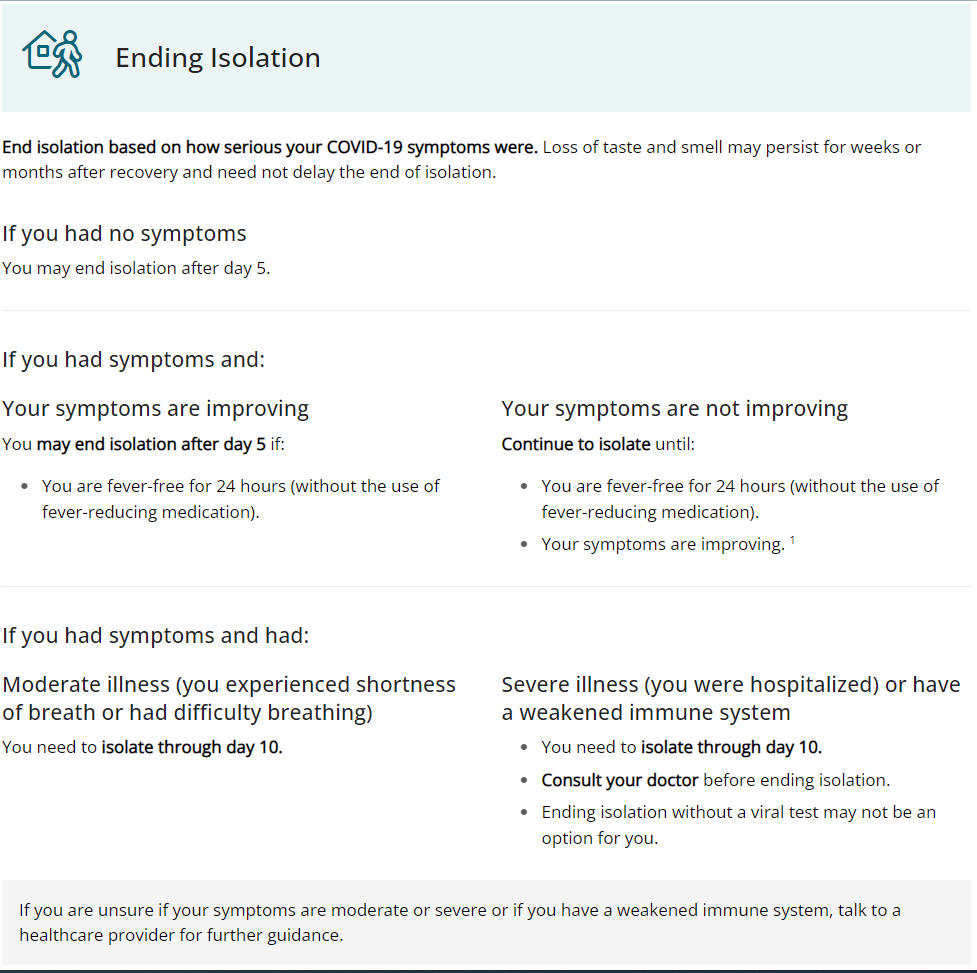 Ending Isolation
End isolation based on how serious your COVID-19 symptoms were. Loss of taste and smell may persist for weeks or
months after recovery and need not delay the end of isolation.
If you had no symptoms
You may end isolation after day 5.
If you had symptoms and:
Your symptoms are improving
You may end isolation after day 5 if:
• You are fever-free for 24 hours (without the use of
fever-reducing medication).
Your symptoms are not improving
Continue to isolate until:
• You are fever-free for 24 hours (without the use of
fever-reducing medication).
• Your symptoms are improving. 1
If you had symptoms and had:
Moderate illness (you experienced shortness
of breath or had difficulty breathing)
You need to isolate through day 10.
Severe illness (you were hospitalized) or have
a weakened immune system
• You need to isolate through day 10.
• Consult your doctor before ending isolation.
• Ending isolation without a viral test may not be an
option for you.
If you are unsure if your symptoms are moderate or severe or if you have a weakened immune system, talk to a
healthcare provider for further guidance.